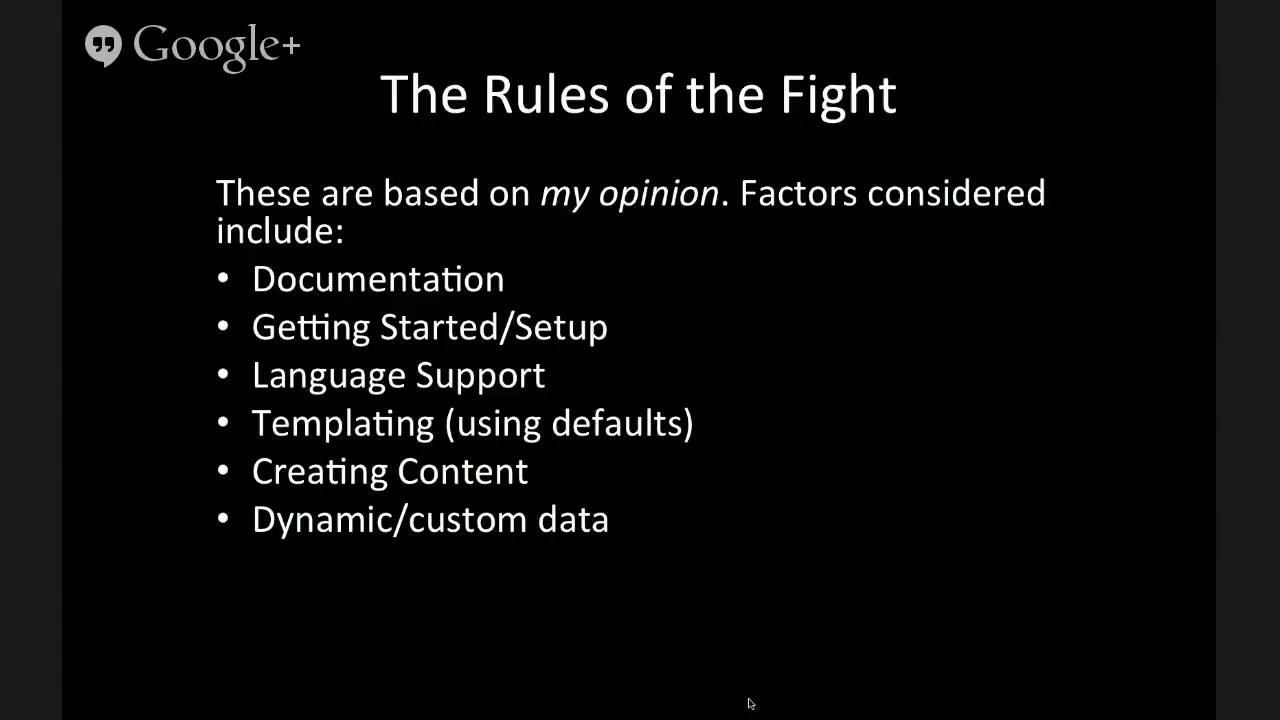 Google+
The Rules of the Fight
These are based on my opinion. Factors considered
include:
• Documentation
• Getting Started/Setup
• Language Support
• Templating (using defaults)
• Creating Content
• Dynamic/custom data